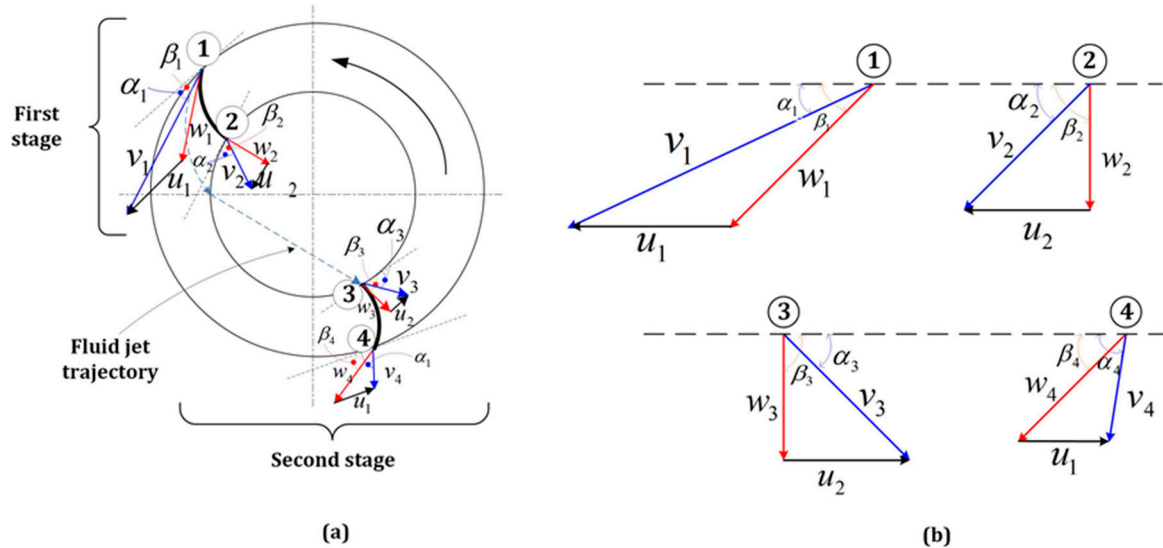 First
stage
β₁
α₁
1
v₁
w₁
u₁
2
β₂
α₂
v₂
w₂
u
2
α₃
β₃
v₃
3
w₃
u₂
4
β₄
w₄
v₄
α₁
u₁
Fluid jet
trajectory
Second stage
(a)
1
α₁
β₁
v₁
w₁
u₁
2
α₂
β₂
v₂
w₂
u₂
3
α₃
β₃
w₃
v₃
u₂
4
β₄
α₄
w₄
v₄
u₁
(b)